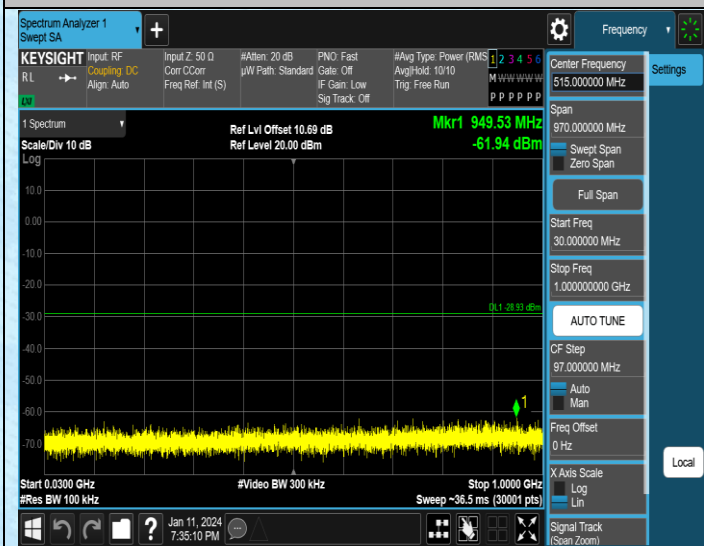 Spectrum Analyzer 1
Swept SA
+
Frequency
KEYSIGHT
RL
LXI
Input: RF
Coupling: DC
Align: Auto
Input Z: 50 Ω
Corr CCorr
Freq Ref: Int (S)
#Atten: 20 dB
µW Path: Standard
PNO: Fast
Gate: Off
IF Gain: Low
Sig Track: Off
#Avg Type: Power (RMS
Avg|Hold: 10/10
Trig: Free Run
1 2 3 4 5 6
M W W W W W
P P P P P P
1 Spectrum
Scale/Div 10 dB
Ref Lvl Offset 10.69 dB
Ref Level 20.00 dBm
Mkr1 949.53 MHz
-61.94 dBm
Log
10.0
0.00
-10.0
-20.0
-30.0
-40.0
-50.0
-60.0
-70.0
DL1 -28.93 dBm
1
Start 0.0300 GHz
#Res BW 100 kHz
#Video BW 300 kHz
Stop 1.0000 GHz
Sweep ~36.5 ms (30001 pts)
?
Jan 11, 2024
7:35:10 PM
Center Frequency
515.000000 MHz
Span
970.000000 MHz
Swept Span
Zero Span
Full Span
Start Freq
30.000000 MHz
Stop Freq
1.000000000 GHz
AUTO TUNE
CF Step
97.000000 MHz
Auto
Man
Freq Offset
0 Hz
X Axis Scale
Log
Lin
Signal Track
(Span Zoom)
Settings
Local